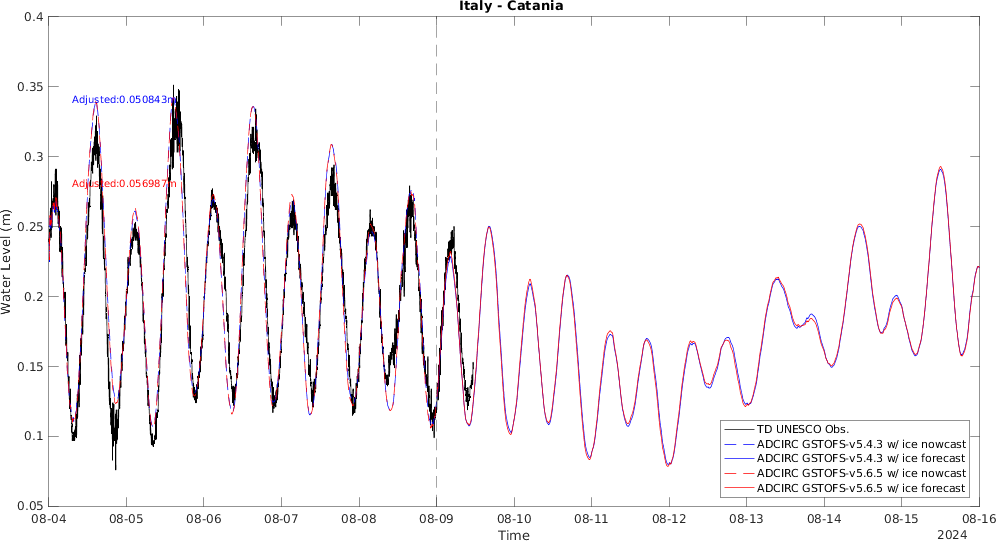 Italy - Catania
0.4
0.35
0.3
0.25
0.2
0.15
0.1
0.05
Water Level (m)
Adjusted:0.050843m
Adjusted:0.056987m
TD UNESCO Obs.
ADCIRC GSTOFS-v5.4.3 w/ ice nowcast
ADCIRC GSTOFS-v5.4.3 w/ ice forecast
ADCIRC GSTOFS-v5.6.5 w/ ice nowcast
ADCIRC GSTOFS-v5.6.5 w/ ice forecast
08-04 08-05 08-06 08-07 08-08 08-09 08-10 08-11 08-12 08-13 08-14 08-15 08-16
Time
2024